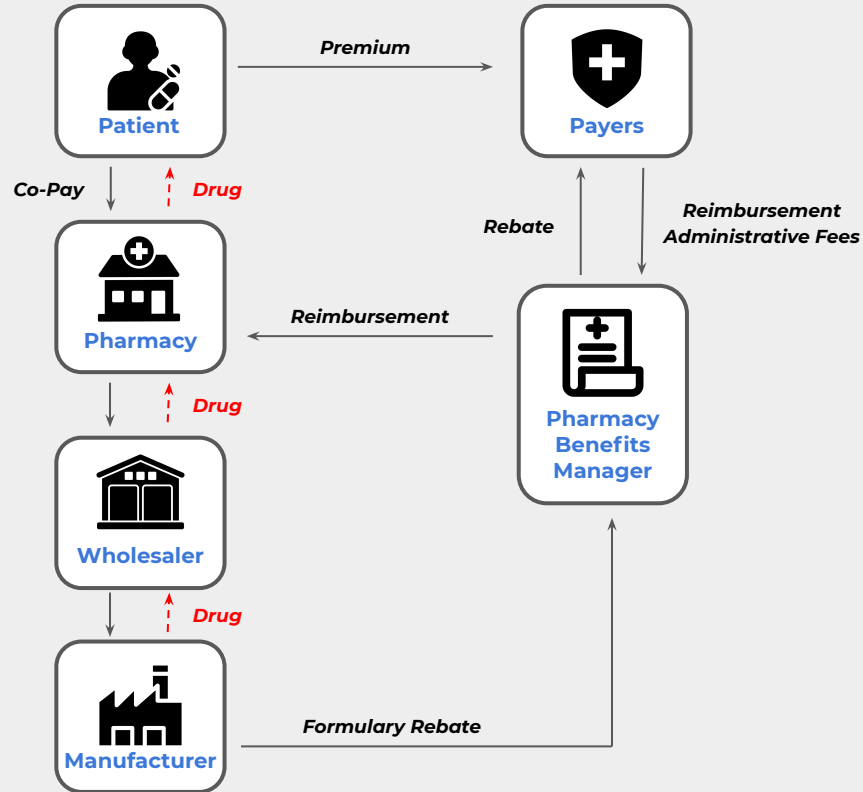 Premium
Patient
Payers
Co-Pay
Drug
Rebate
Reimbursement
Administrative Fees
Pharmacy
Reimbursement
Drug
Pharmacy
Benefits
Manager
Wholesaler
Drug
Manufacturer
Formulary Rebate